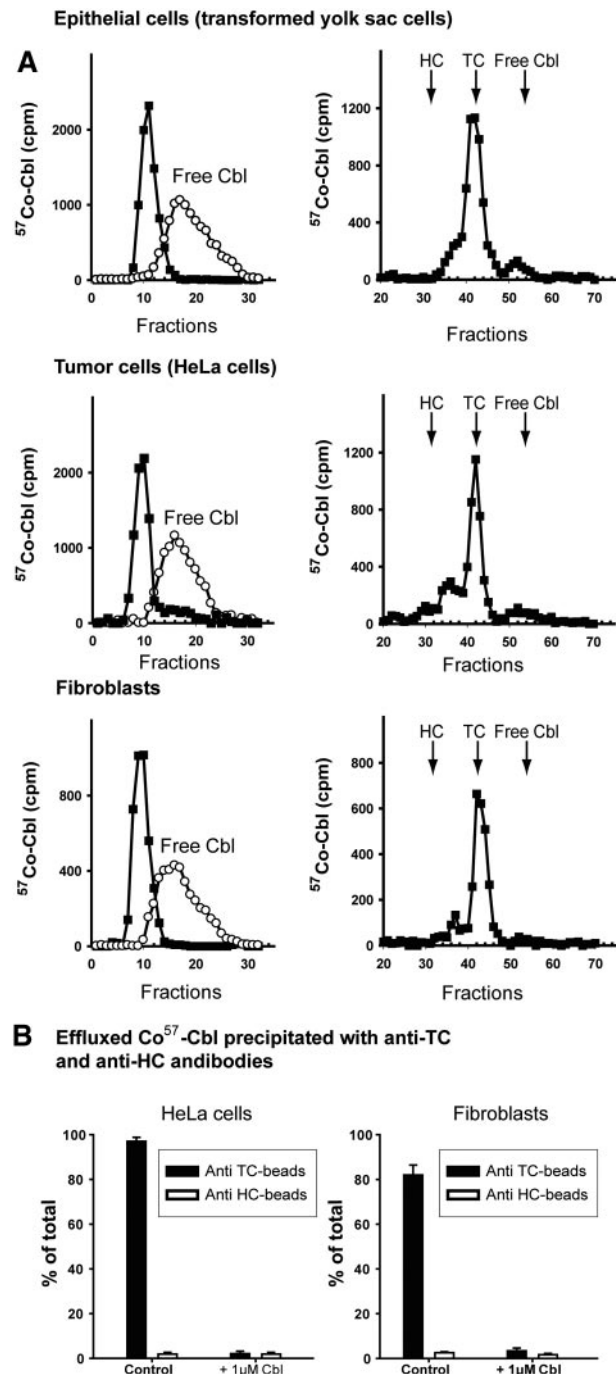 Epithelial cells (transformed yolk sac cells)
A
⁵⁷Co-Cbl (cpm)
2000
1000
0
Free Cbl
0 10 20 30
Fractions
⁵⁷Co-Cbl (cpm)
1200
800
400
0
HC TC Free Cbl
20 30 40 50 60 70
Fractions
Tumor cells (HeLa cells)
⁵⁷Co-Cbl (cpm)
2000
1000
0
Free Cbl
0 10 20 30
Fractions
⁵⁷Co-Cbl (cpm)
1200
800
400
0
HC TC Free Cbl
20 30 40 50 60 70
Fractions
Fibroblasts
⁵⁷Co-Cbl (cpm)
800
400
0
Free Cbl
0 10 20 30
Fractions
⁵⁷Co-Cbl (cpm)
800
600
400
200
0
HC TC Free Cbl
20 30 40 50 60 70
Fractions
B Effluxed Co⁵⁷-Cbl precipitated with anti-TC
and anti-HC andibodies
HeLa cells
% of total
100
80
60
40
20
0
Anti TC-beads
Anti HC-beads
Control + 1uM Cbl
Fibroblasts
% of total
100
80
60
40
20
0
Anti TC-beads
Anti HC-beads
Control + 1uM Cbl